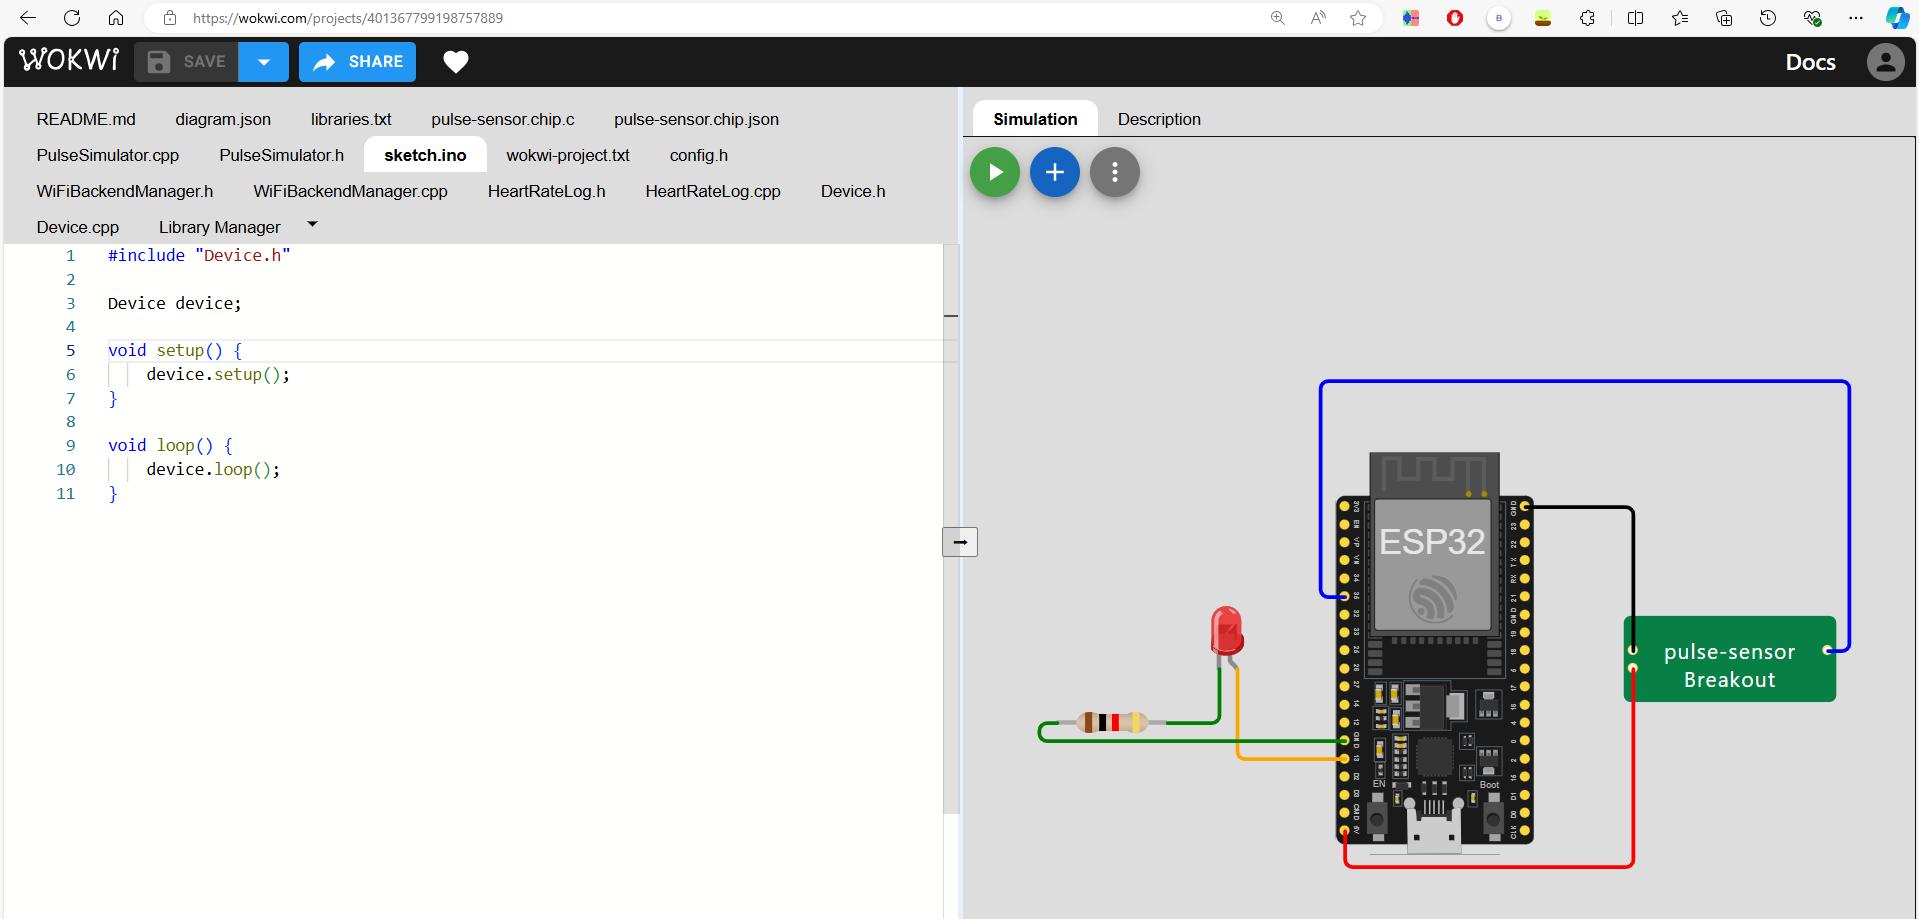 https://wokwi.com/projects/401367799198757889
WOKWi SAVE SHARE Docs
README.md diagram.json libraries.txt pulse-sensor.chip.c pulse-sensor.chip.json
PulseSimulator.cpp PulseSimulator.h sketch.ino wokwi-project.txt config.h
WiFiBackendManager.h WiFiBackendManager.cpp HeartRateLog.h HeartRateLog.cpp Device.h
Device.cpp Library Manager
1 #include "Device.h"
2
3 Device device;
4
5 void setup() {
6 device.setup();
7 }
8
9 void loop() {
10 device.loop();
11 }
Simulation Description
ESP32
EN
Boot
pulse-sensor
Breakout